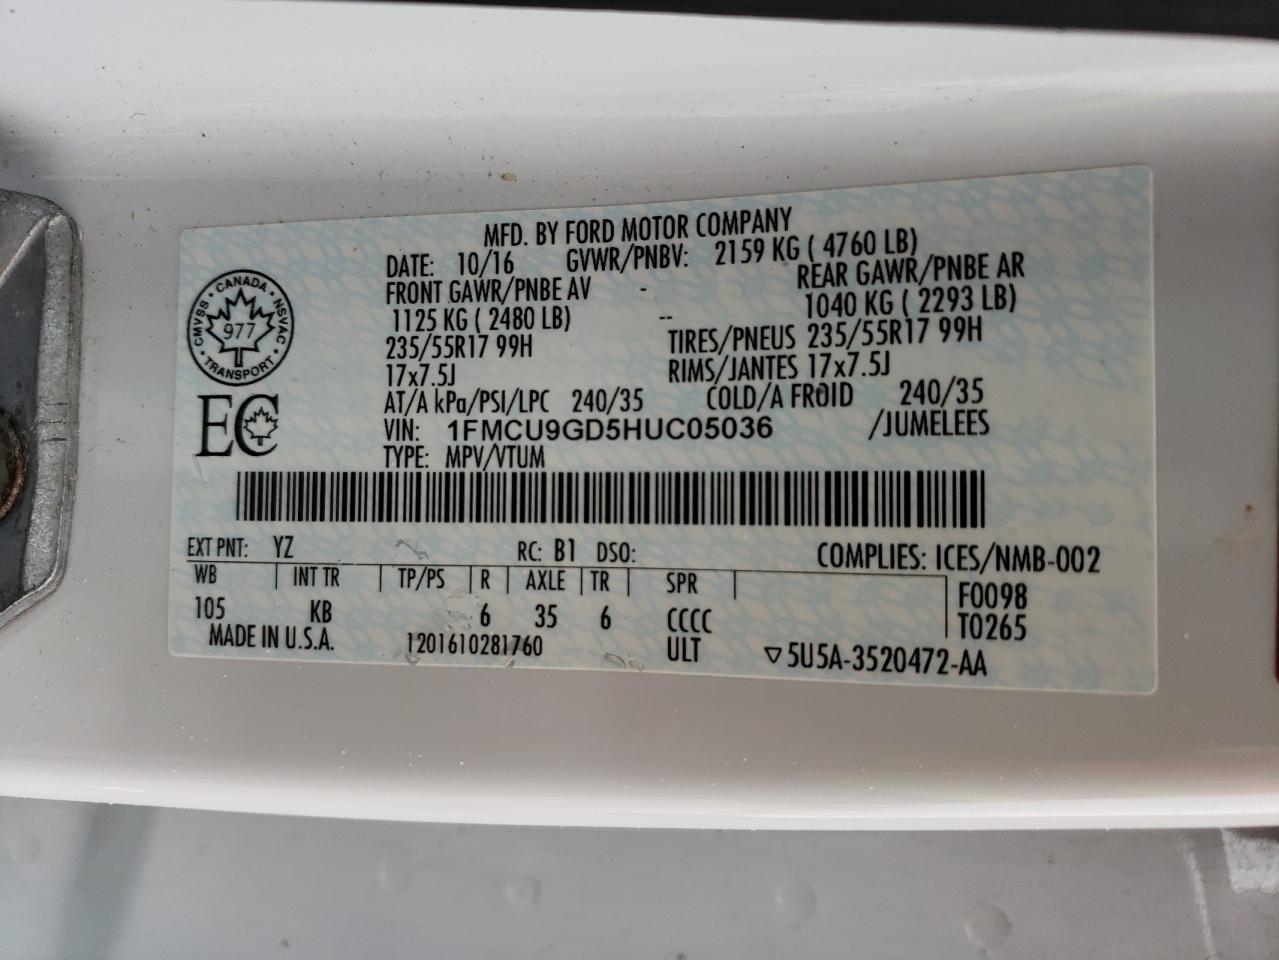 MFD. BY FORD MOTOR COMPANY
DATE: 10/16 GVWR/PNBV: 2159 KG ( 4760 LB)
FRONT GAWR/PNBE AV - REAR GAWR/PNBE AR
1125 KG ( 2480 LB) -- 1040 KG ( 2293 LB)
235/55R17 99H TIRES/PNEUS 235/55R17 99H
17x7.5J RIMS/JANTES 17x7.5J
AT/A kPa/PSI/LPC 240/35 COLD/A FROID 240/35
VIN: 1FMCU9GD5HUC05036 /JUMELEES
TYPE: MPV/VTUM
CMVSS • CANADA • NSVAC • TRANSPORT •
977
EC
EXT PNT: YZ RC: B1 DSO: COMPLIES: ICES/NMB-002
WB INT TR TP/PS R AXLE TR SPR F0098
105 KB 6 35 6 CCCC T0265
MADE IN U.S.A. 1201610281760 ULT ▽5U5A-3520472-AA